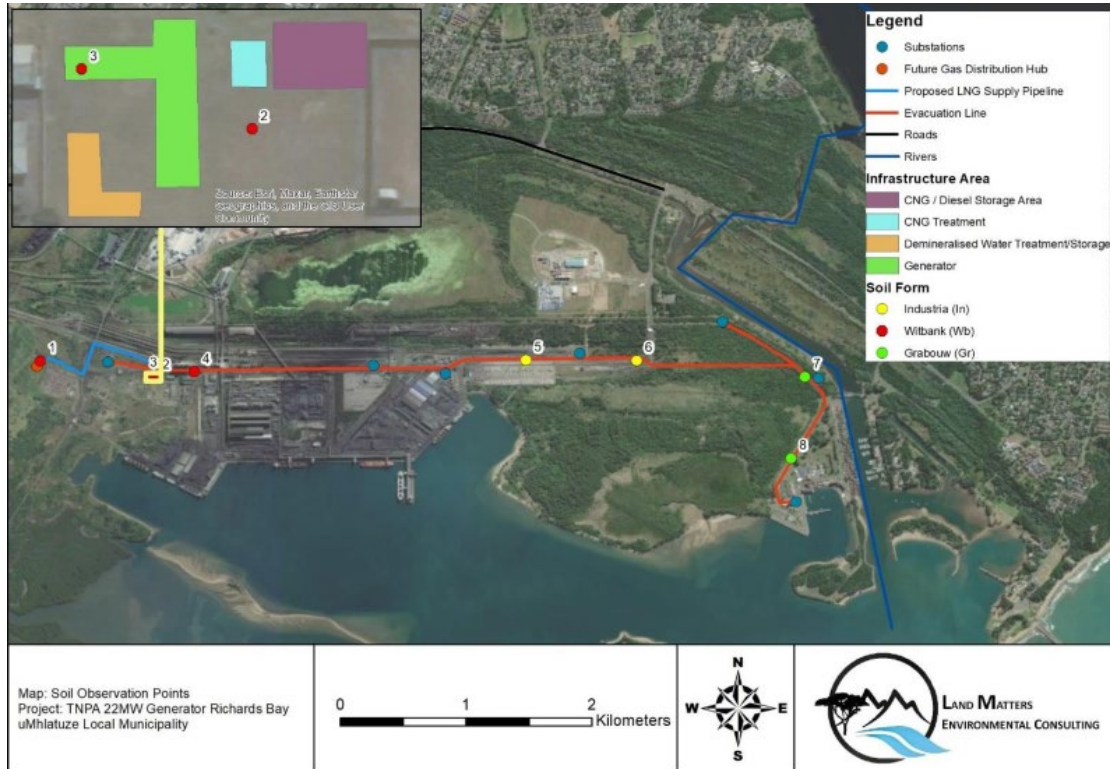 3
2
Source: Esri, Maxar, Earthstar
Geographics, and the GIS User
Community
Legend
Substations
Future Gas Distribution Hub
Proposed LNG Supply Pipeline
Evacuation Line
Roads
Rivers
Infrastructure Area
CNG / Diesel Storage Area
CNG Treatment
Demineralised Water Treatment/Storage
Generator
Soil Form
Industria (In)
Witbank (Wb)
Grabouw (Gr)
1
3 2
4
5
6
7
8
Map: Soil Observation Points
Project: TNPA 22MW Generator Richards Bay
uMhlatuze Local Municipality
0 1 2
Kilometers
N
W E
S
LAND MATTERS
ENVIRONMENTAL CONSULTING